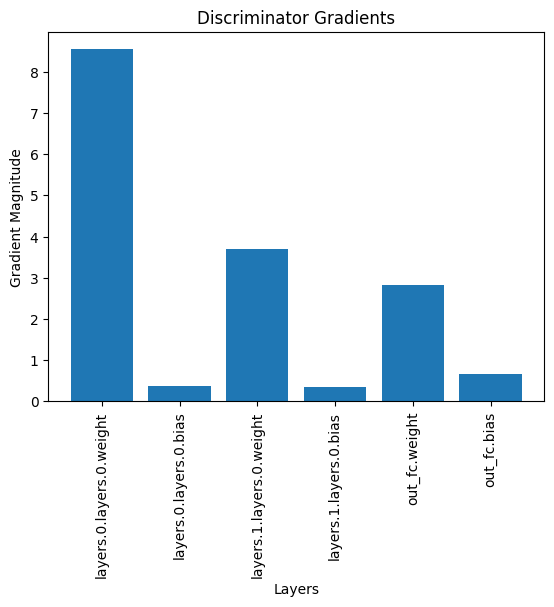 Discriminator Gradients
Gradient Magnitude
8
7
6
5
4
3
2
1
0
layers.0.layers.0.weight
layers.0.layers.0.bias
layers.1.layers.0.weight
layers.1.layers.0.bias
out_fc.weight
out_fc.bias
Layers